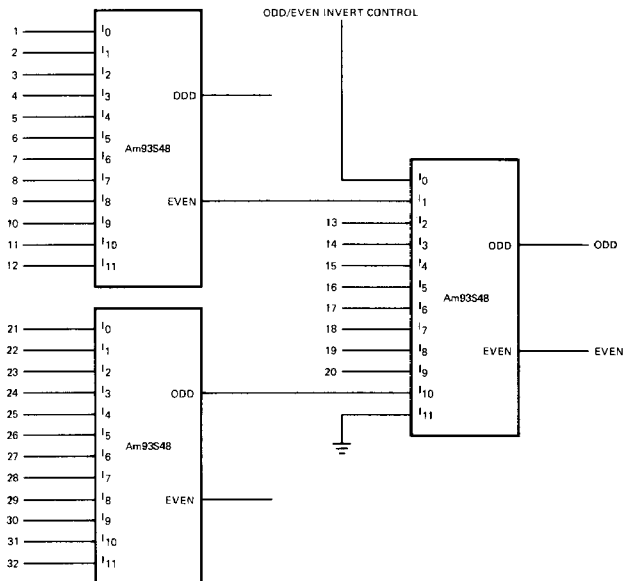 ODD/EVEN INVERT CONTROL
1 I0
2 I1
3 I2
4 I3 ODD
5 I4
6 I5
Am93S48
7 I6
8 I7
9 I8 EVEN
10 I9
11 I10
12 I11
I0
I1
13 I2
14 I3 ODD ODD
15 I4
16 I5
Am93S48
17 I6
18 I7
19 I8 EVEN EVEN
20 I9
I10
I11
21 I0
22 I1
23 I2
24 I3 ODD
25 I4
26 I5
Am93S48
27 I6
28 I7
29 I8 EVEN
30 I9
31 I10
32 I11